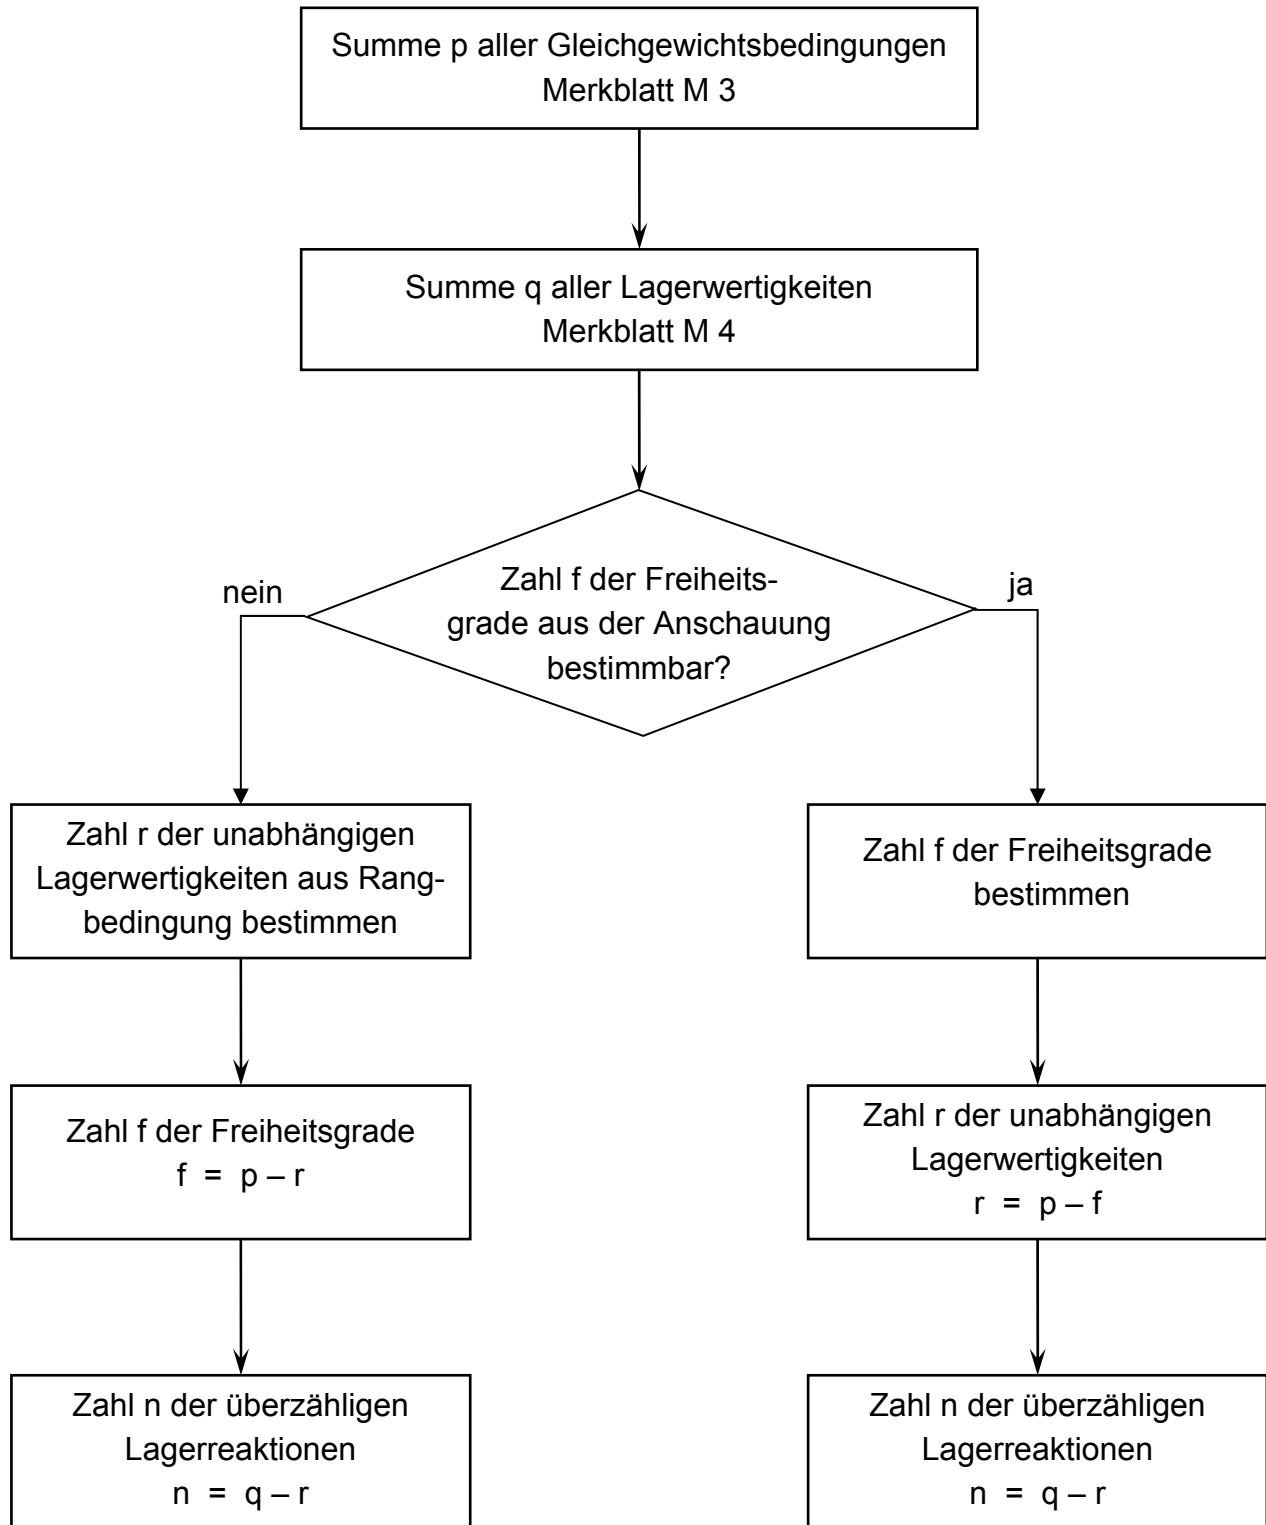 Summe p aller Gleichgewichtsbedingungen
Merkblatt M 3
Summe q aller Lagerwertigkeiten
Merkblatt M 4
Zahl f der Freiheits-
grade aus der Anschauung
bestimmbar?
nein
ja
Zahl r der unabhängigen
Lagerwertigkeiten aus Rang-
bedingung bestimmen
Zahl f der Freiheitsgrade
f = p – r
Zahl n der überzähligen
Lagerreaktionen
n = q – r
Zahl f der Freiheitsgrade
bestimmen
Zahl r der unabhängigen
Lagerwertigkeiten
r = p – f
Zahl n der überzähligen
Lagerreaktionen
n = q – r